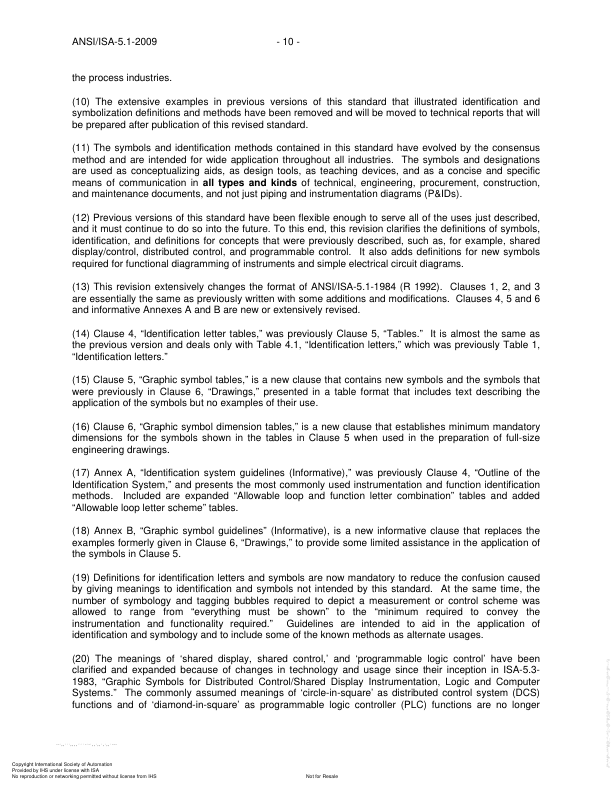 ANSI/ISA-5.1-2009 - 10 -
the process industries.
(10) The extensive examples in previous versions of this standard that illustrated identification and
symbolization definitions and methods have been removed and will be moved to technical reports that will
be prepared after publication of this revised standard.
(11) The symbols and identification methods contained in this standard have evolved by the consensus
method and are intended for wide application throughout all industries. The symbols and designations
are used as conceptualizing aids, as design tools, as teaching devices, and as a concise and specific
means of communication in all types and kinds of technical, engineering, procurement, construction,
and maintenance documents, and not just piping and instrumentation diagrams (P&IDs).
(12) Previous versions of this standard have been flexible enough to serve all of the uses just described,
and it must continue to do so into the future. To this end, this revision clarifies the definitions of symbols,
identification, and definitions for concepts that were previously described, such as, for example, shared
display/control, distributed control, and programmable control. It also adds definitions for new symbols
required for functional diagramming of instruments and simple electrical circuit diagrams.
(13) This revision extensively changes the format of ANSI/ISA-5.1-1984 (R 1992). Clauses 1, 2, and 3
are essentially the same as previously written with some additions and modifications. Clauses 4, 5 and 6
and informative Annexes A and B are new or extensively revised.
(14) Clause 4, “Identification letter tables,” was previously Clause 5, “Tables.” It is almost the same as
the previous version and deals only with Table 4.1, “Identification letters,” which was previously Table 1,
“Identification letters.”
(15) Clause 5, “Graphic symbol tables,” is a new clause that contains new symbols and the symbols that
were previously in Clause 6, “Drawings,” presented in a table format that includes text describing the
application of the symbols but no examples of their use.
(16) Clause 6, “Graphic symbol dimension tables,” is a new clause that establishes minimum mandatory
dimensions for the symbols shown in the tables in Clause 5 when used in the preparation of full-size
engineering drawings.
(17) Annex A, “Identification system guidelines (Informative),” was previously Clause 4, “Outline of the
Identification System,” and presents the most commonly used instrumentation and function identification
methods. Included are expanded “Allowable loop and function letter combination” tables and added
“Allowable loop letter scheme” tables.
(18) Annex B, “Graphic symbol guidelines” (Informative), is a new informative clause that replaces the
examples formerly given in Clause 6, “Drawings,” to provide some limited assistance in the application of
the symbols in Clause 5.
(19) Definitions for identification letters and symbols are now mandatory to reduce the confusion caused
by giving meanings to identification and symbols not intended by this standard. At the same time, the
number of symbology and tagging bubbles required to depict a measurement or control scheme was
allowed to range from “everything must be shown” to the “minimum required to convey the
instrumentation and functionality required.” Guidelines are intended to aid in the application of
identification and symbology and to include some of the known methods as alternate usages.
(20) The meanings of ‘shared display, shared control,’ and ‘programmable logic control’ have been
clarified and expanded because of changes in technology and usage since their inception in ISA-5.3-
1983, “Graphic Symbols for Distributed Control/Shared Display Instrumentation, Logic and Computer
Systems.” The commonly assumed meanings of ‘circle-in-square’ as distributed control system (DCS)
functions and of ‘diamond-in-square’ as programmable logic controller (PLC) functions are no longer
Copyright International Society of Automation
Provided by IHS under license with ISA
No reproduction or networking permitted without license from IHS
Not for Resale